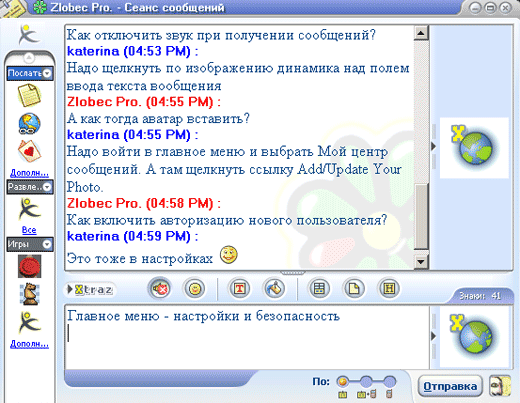 Zlobec Pro. - Сеанс сообщений
Как отключить звук при получении сообщений?
katerina (04:53 PM) :
Надо щелкнуть по изображению динамика над полем
ввода текста вообщения
Zlobec Pro. (04:55 PM) :
А как тогда аватар вставить?
katerina (04:55 PM) :
Надо войти в главное меню и выбрать Мой центр
сообщений. А там щелкнуть ссылку Add/Update Your
Photo.
Zlobec Pro. (04:58 PM) :
Как включить авторизацию нового пользователя?
katerina (04:59 PM) :
Это тоже в настройках
Послать
Дополн...
Развле..
Все
Игры
Дополн...
Xtraz
T
H
Знаки: 41
Главное меню - настройки и безопасность
По:
Отправка